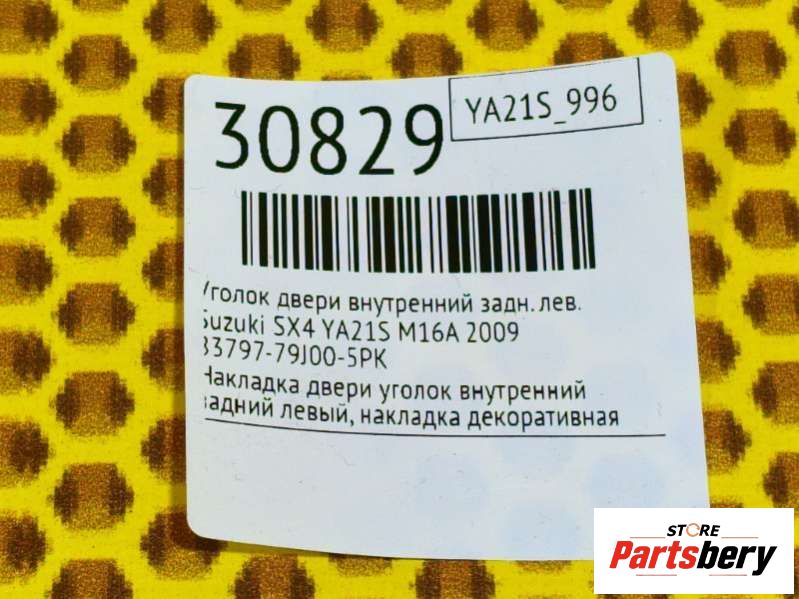 30829
YA21S_996
Уголок двери внутренний задн. лев.
Suzuki SX4 YA21S M16A 2009
83797-79J00-5PK
Накладка двери уголок внутренний
задний левый, накладка декоративная
STORE
Partsbery